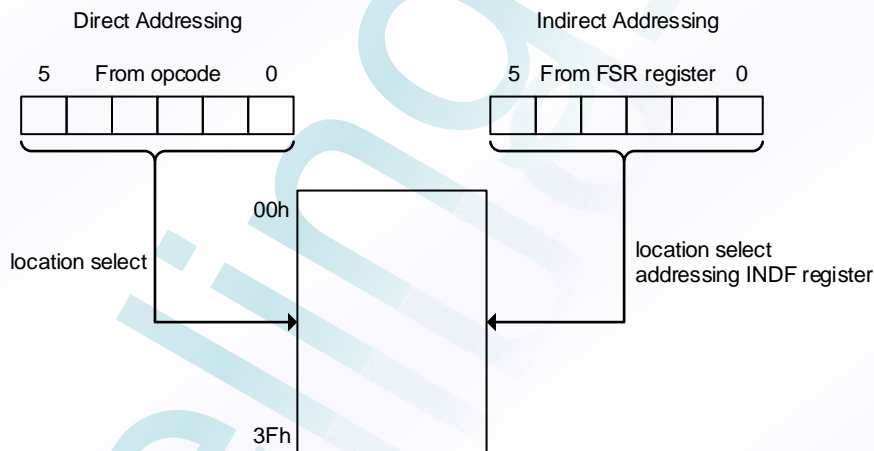 Direct Addressing
Indirect Addressing
5 From opcode 0
5 From FSR register 0
00h
location select
location select
addressing INDF register
3Fh